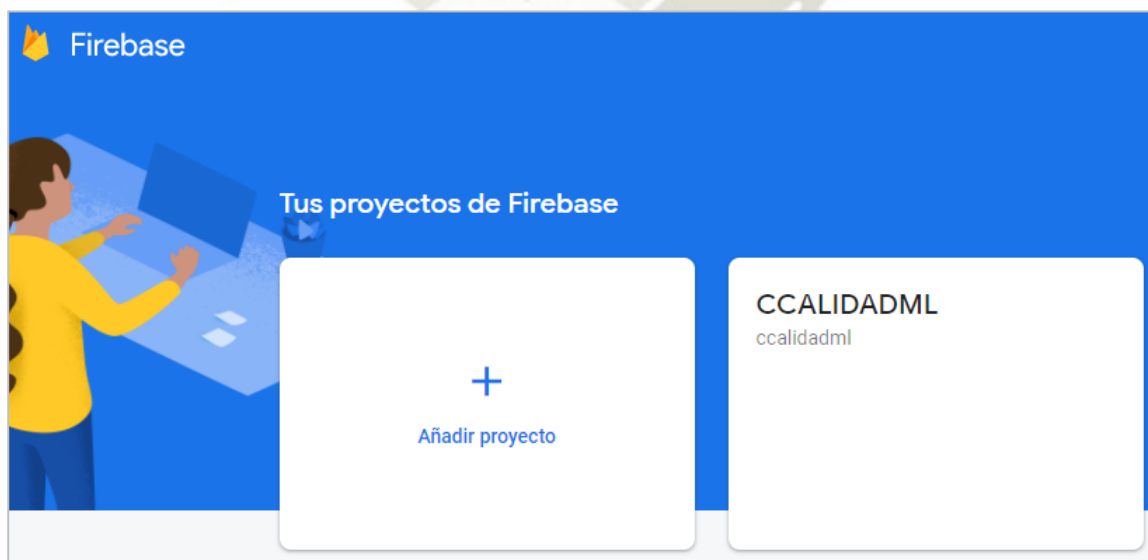 Firebase
Tus proyectos de Firebase
+
Añadir proyecto
CCALIDADML
ccalidadml